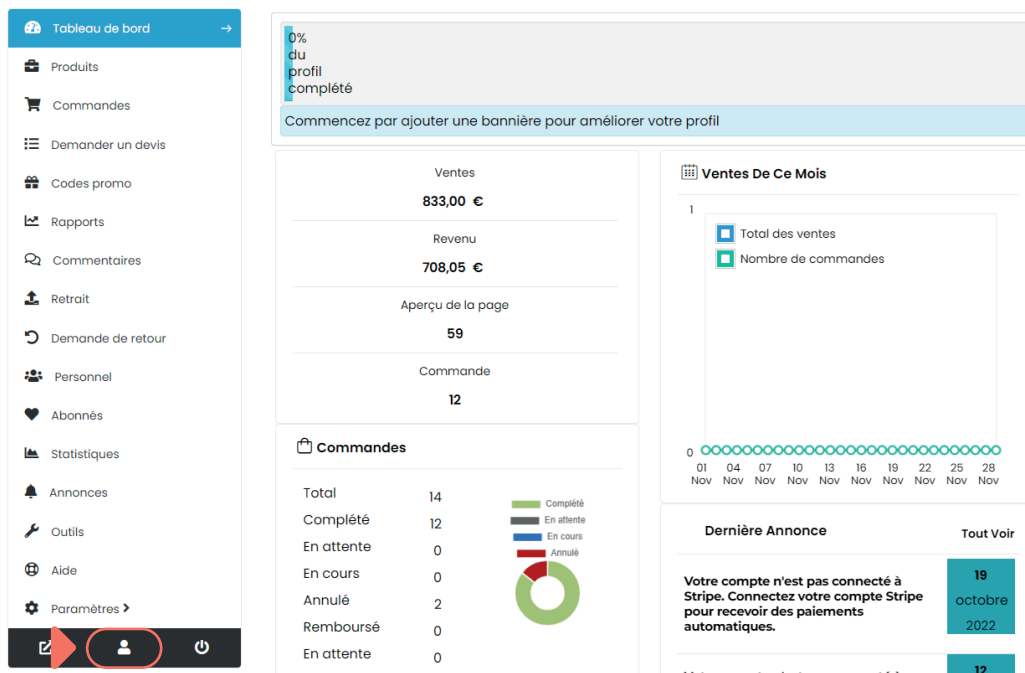 Tableau de bord
Produits
Commandes
Demander un devis
Codes promo
Rapports
Commentaires
Retrait
Demande de retour
Personnel
Abonnés
Statistiques
Annonces
Outils
Aide
Paramètres
0%
du
profil
complété
Commencez par ajouter une bannière pour améliorer votre profil
Ventes
833,00 €
Revenu
708,05 €
Aperçu de la page
59
Commande
12
Commandes
Total 14
Complété 12
En attente 0
En cours 0
Annulé 2
Remboursé 0
En attente 0
Complété
En attente
En cours
Annulé
Ventes De Ce Mois
1
Total des ventes
Nombre de commandes
0
01 04 07 10 13 16 19 22 25 28
Nov Nov Nov Nov Nov Nov Nov Nov Nov Nov
Dernière Annonce
Tout Voir
Votre compte n'est pas connecté à
Stripe. Connectez votre compte Stripe
pour recevoir des paiements
automatiques.
19
octobre
2022
12